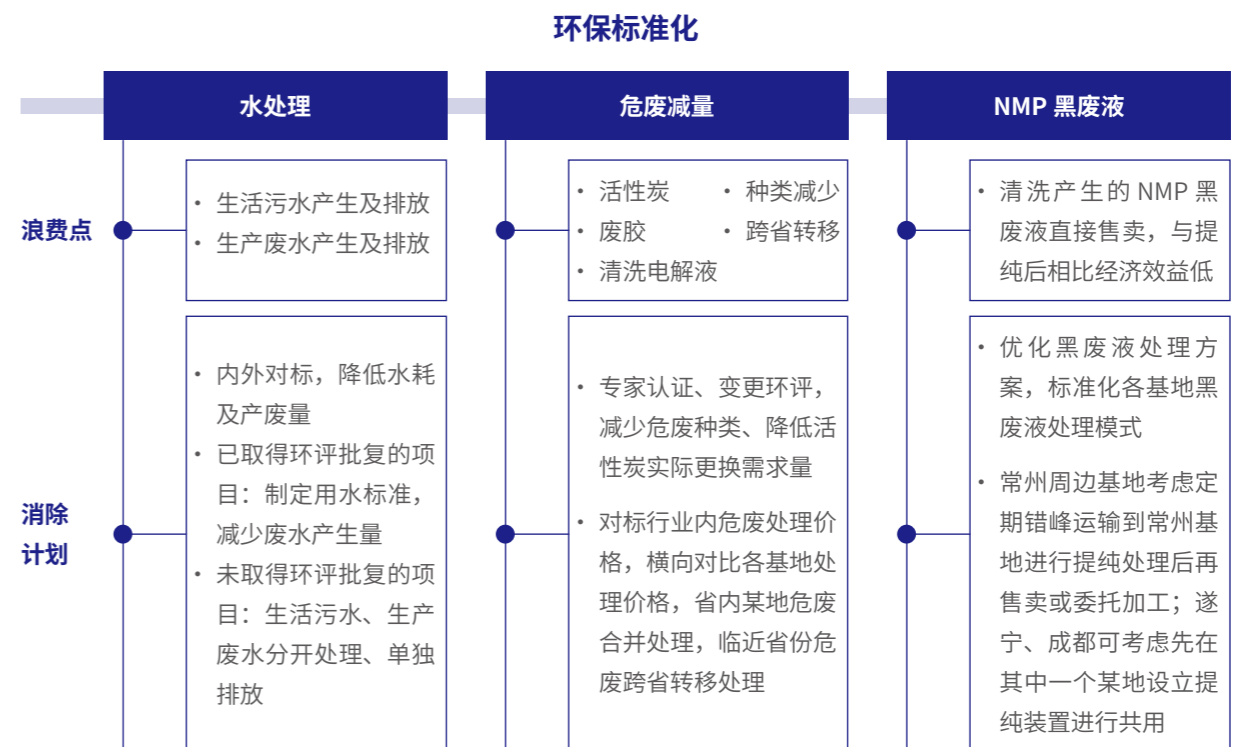 环保标准化
水处理
危废减量
NMP 黑废液
浪费点
· 生活污水产生及排放
· 生产废水产生及排放
· 活性炭 · 种类减少
· 废胶 · 跨省转移
· 清洗电解液
· 清洗产生的 NMP 黑
废液直接售卖，与提
纯后相比经济效益低
消除
计划
· 内外对标，降低水耗
及产废量
· 已取得环评批复的项
目：制定用水标准，
减少废水产生量
· 未取得环评批复的项
目：生活污水、生产
废水分开处理、单独
排放
· 专家认证、变更环评，
减少危废种类、降低活
性炭实际更换需求量
· 对标行业内危废处理价
格，横向对比各基地处
理价格，省内某地危废
合并处理，临近省份危
废跨省转移处理
· 优化黑废液处理方
案，标准化各基地黑
废液处理模式
· 常州周边基地考虑定
期错峰运输到常州基
地进行提纯处理后再
售卖或委托加工；遂
宁、成都可考虑先在
其中一个某地设立提
纯装置进行共用